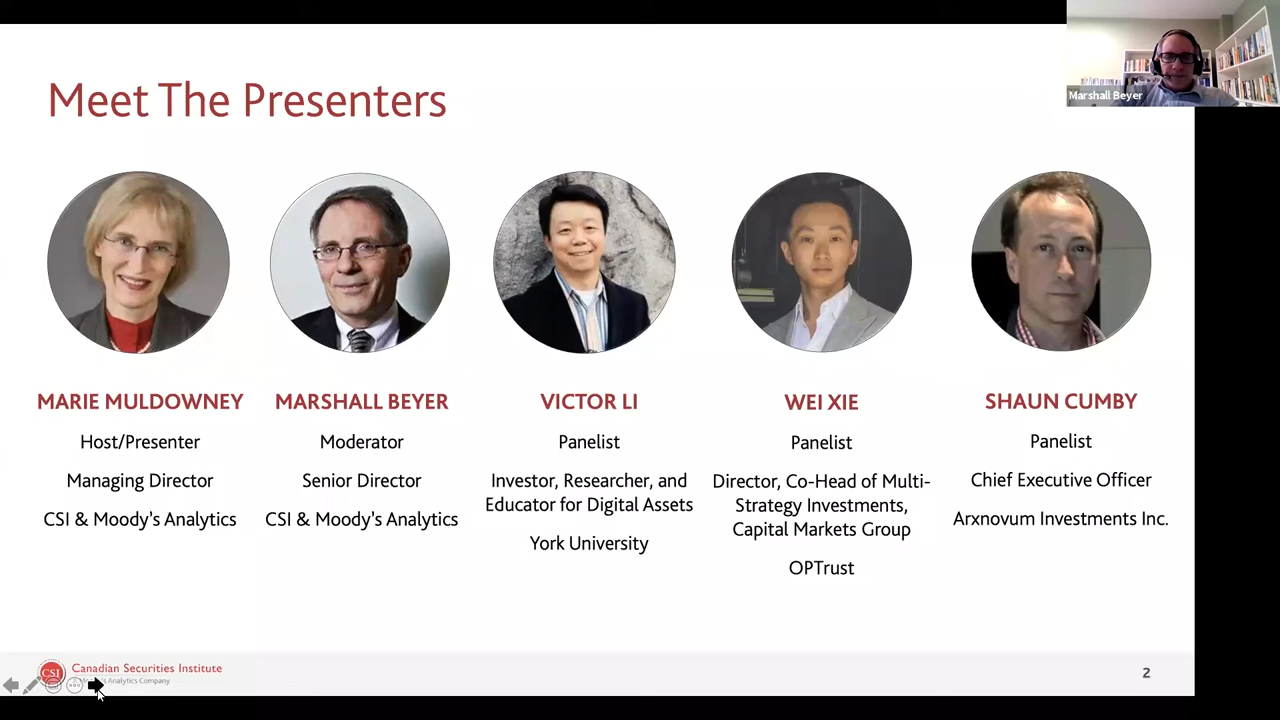 Meet The Presenters
Marshall Beyer
MARIE MULDOWNEY
Host/Presenter
Managing Director
CSI & Moody's Analytics
MARSHALL BEYER
Moderator
Senior Director
CSI & Moody's Analytics
VICTOR LI
Panelist
Investor, Researcher, and
Educator for Digital Assets
York University
WEI XIE
Panelist
Director, Co-Head of Multi-
Strategy Investments,
Capital Markets Group
OPTrust
SHAUN CUMBY
Panelist
Chief Executive Officer
Arxnovum Investments Inc.
CSI
Canadian Securities Institute
Analytics Company
2